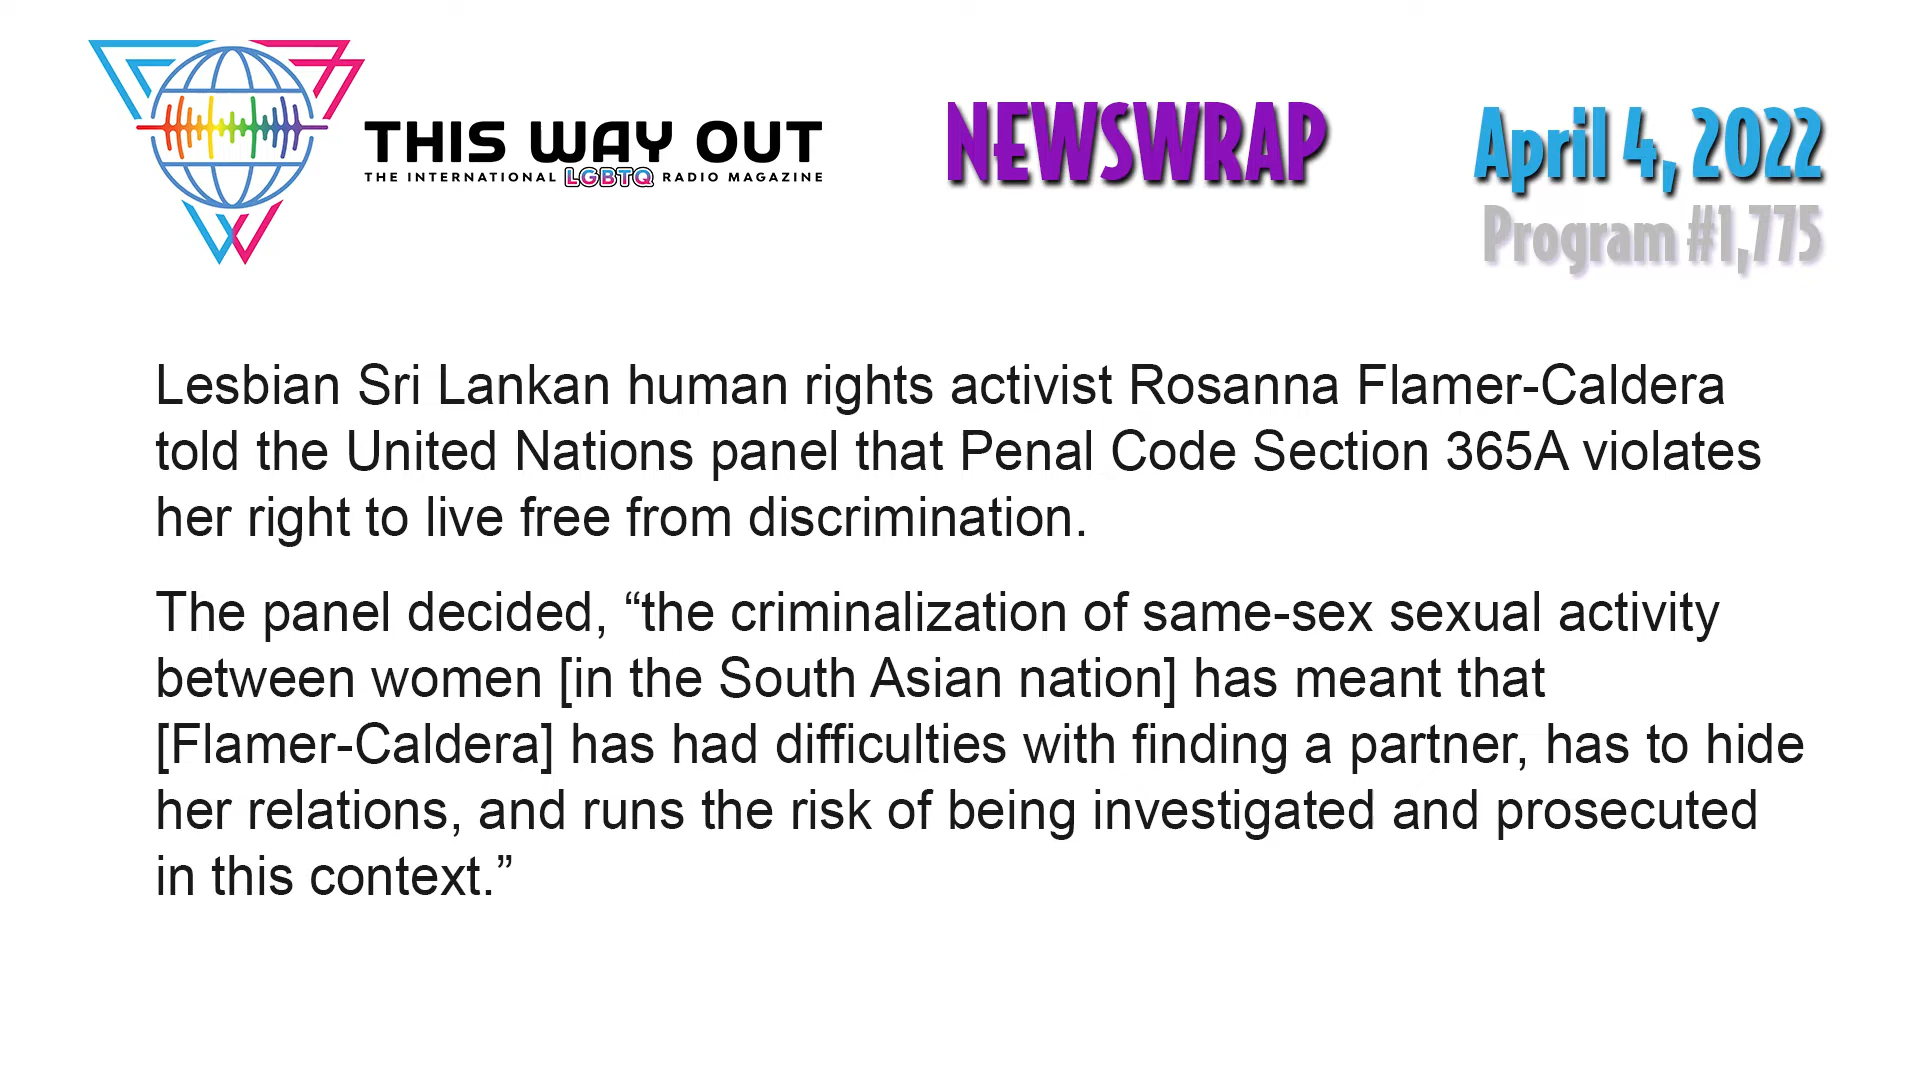 THIS WAY OUT
THE INTERNATIONAL LGBTQ RADIO MAGAZINE
NEWSWRAP
April 4, 2022
Program #1,775
Lesbian Sri Lankan human rights activist Rosanna Flamer-Caldera
told the United Nations panel that Penal Code Section 365A violates
her right to live free from discrimination.
The panel decided, “the criminalization of same-sex sexual activity
between women [in the South Asian nation] has meant that
[Flamer-Caldera] has had difficulties with finding a partner, has to hide
her relations, and runs the risk of being investigated and prosecuted
in this context.”